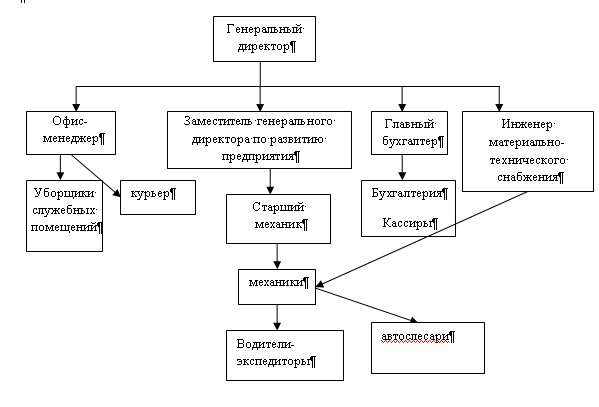 Генеральный
директор¶
Офис-
менеджер¶
Заместитель генерального
директора по развитию
предприятия¶
Главный
бухгалтер¶
Инженер
материально-
технического
снабжения¶
Уборщики
служебных
помещений¶
курьер¶
Старший
механик¶
Бухгалтерия¶
Кассиры¶
механики¶
Водители-
экспедиторы¶
автослесари¶